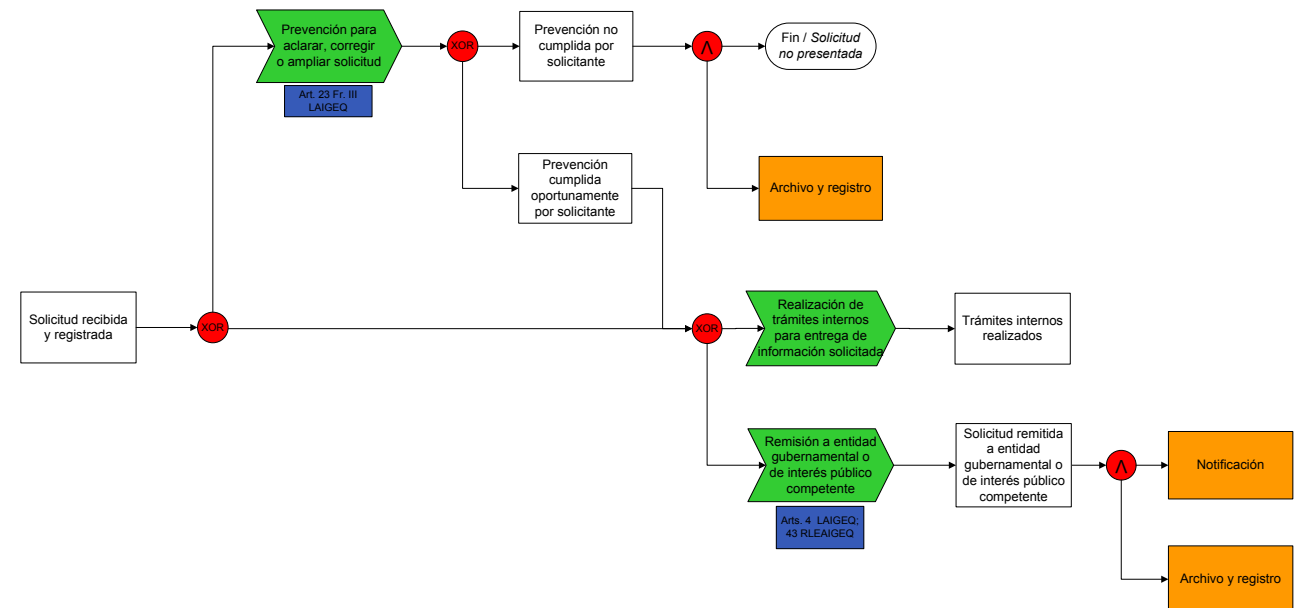 Prevención para
aclarar, corregir
o ampliar solicitud
Art. 23 Fr. III
LAIGEQ
XOR
Prevención no
cumplida por
solicitante
Λ
Fin / Solicitud
no presentada
Prevención
cumplida
oportunamente
por solicitante
Archivo y registro
Solicitud recibida
y registrada
XOR
XOR
Realización de
trámites internos
para entrega de
información solicitada
Trámites internos
realizados
Remisión a entidad
gubernamental o
de interés público
competente
Arts. 4 LAIGEQ;
43 RLEAIGEQ
Solicitud remitida
a entidad
gubernamental o
de interés público
competente
Λ
Notificación
Archivo y registro